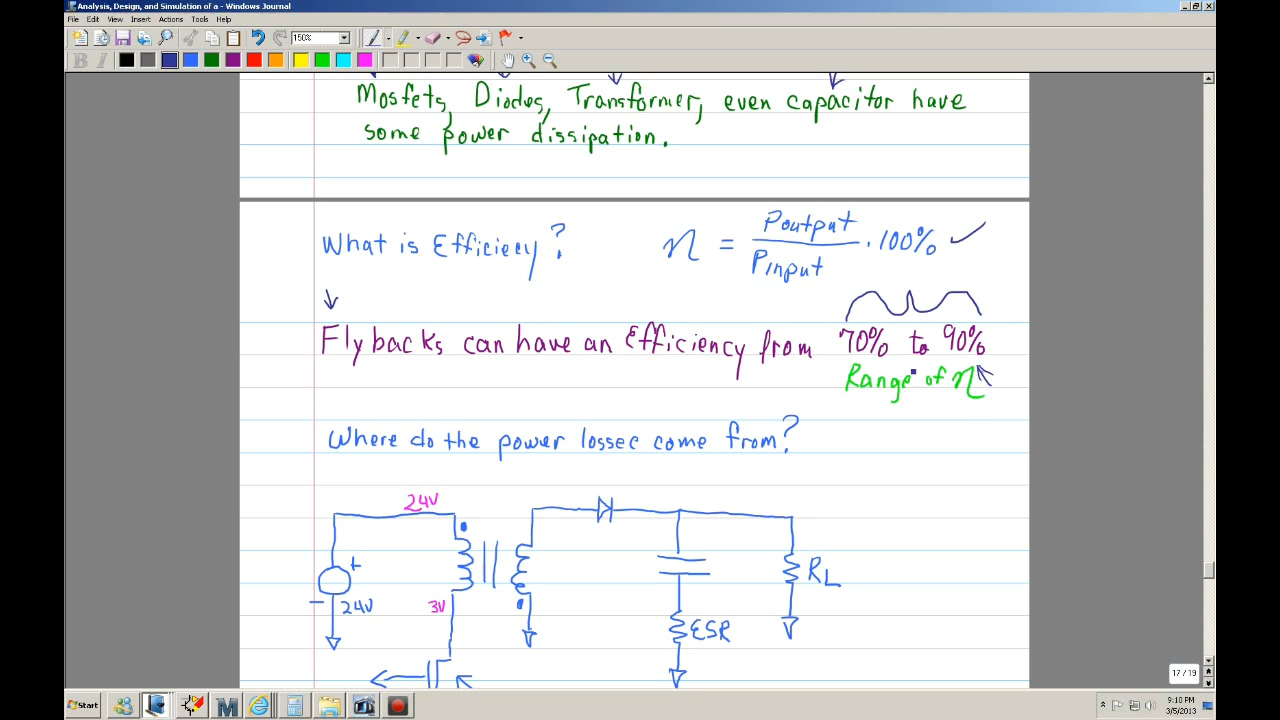 Analysis, Design, and Simulation of a - Windows Journal
File Edit View Insert Actions Tools Help
150%
Mosfets, Diodes, Transformer, even capacitor have
some power dissipation.
What is Efficiecy? η = Poutput / Pinput · 100% ✓
Flybacks can have an Efficiency from 70% to 90%
Range of η
Where do the power lossec come from?
24V
+
- 24V
3V
RL
ESR
17 / 19
Start
9:10 PM
3/5/2013